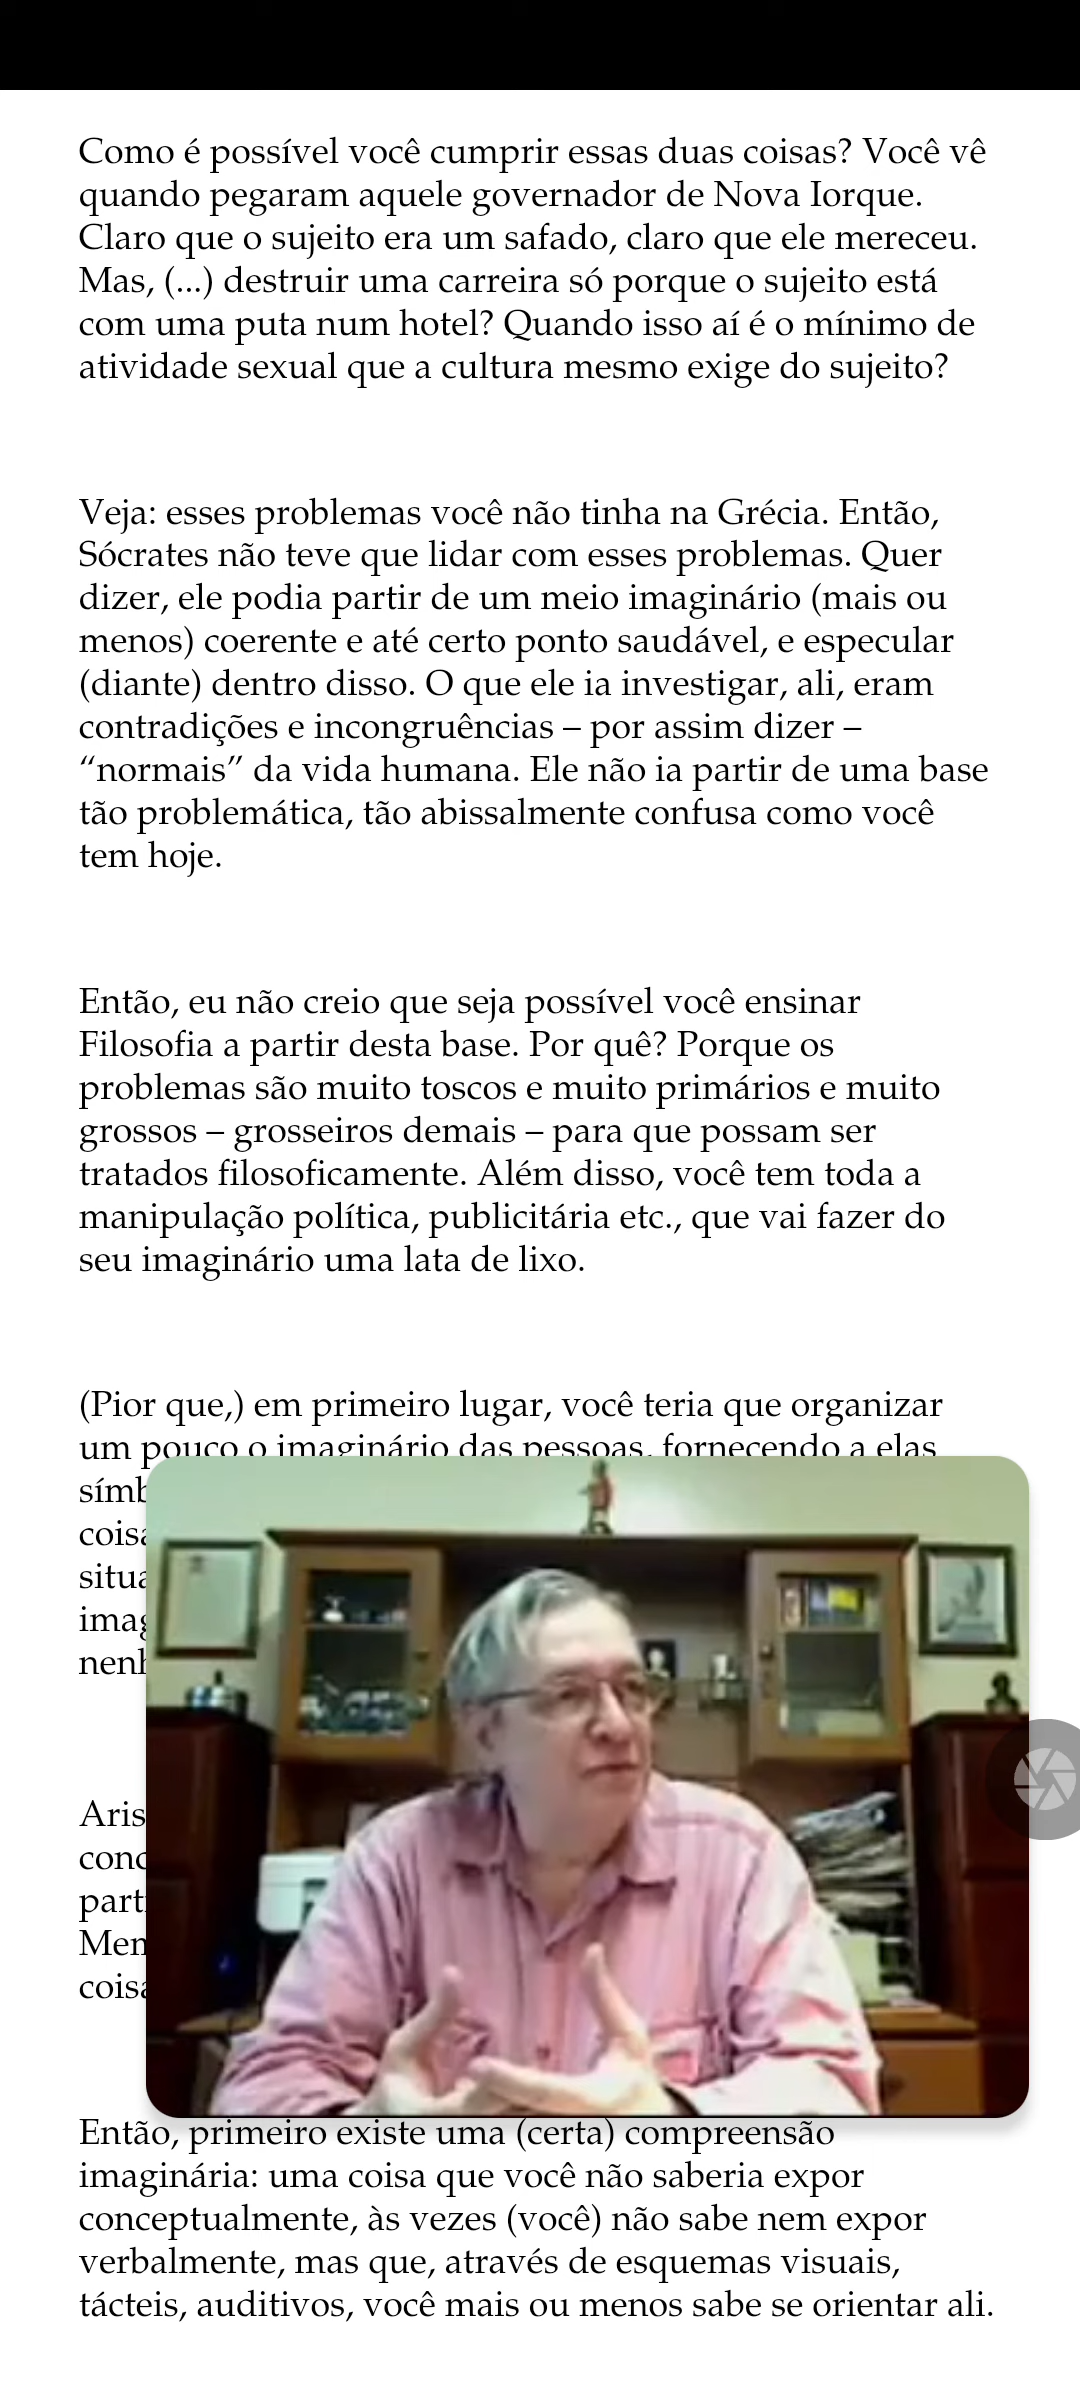 Como é possível você cumprir essas duas coisas? Você vê
quando pegaram aquele governador de Nova Iorque.
Claro que o sujeito era um safado, claro que ele mereceu.
Mas, (...) destruir uma carreira só porque o sujeito está
com uma puta num hotel? Quando isso aí é o mínimo de
atividade sexual que a cultura mesmo exige do sujeito?
Veja: esses problemas você não tinha na Grécia. Então,
Sócrates não teve que lidar com esses problemas. Quer
dizer, ele podia partir de um meio imaginário (mais ou
menos) coerente e até certo ponto saudável, e especular
(diante) dentro disso. O que ele ia investigar, ali, eram
contradições e incongruências – por assim dizer –
“normais” da vida humana. Ele não ia partir de uma base
tão problemática, tão abissalmente confusa como você
tem hoje.
Então, eu não creio que seja possível você ensinar
Filosofia a partir desta base. Por quê? Porque os
problemas são muito toscos e muito primários e muito
grossos – grosseiros demais – para que possam ser
tratados filosoficamente. Além disso, você tem toda a
manipulação política, publicitária etc., que vai fazer do
seu imaginário uma lata de lixo.
(Pior que,) em primeiro lugar, você teria que organizar
um pouco o imaginário das pessoas, fornecendo a elas
Então, primeiro existe uma (certa) compreensão
imaginária: uma coisa que você não saberia expor
conceptualmente, às vezes (você) não sabe nem expor
verbalmente, mas que, através de esquemas visuais,
tácteis, auditivos, você mais ou menos sabe se orientar ali.